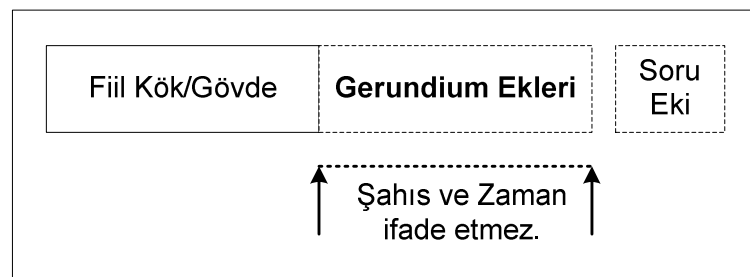 Fiil Kök/Gövde
Gerundium Ekleri
Soru
Eki
Şahıs ve Zaman
ifade etmez.